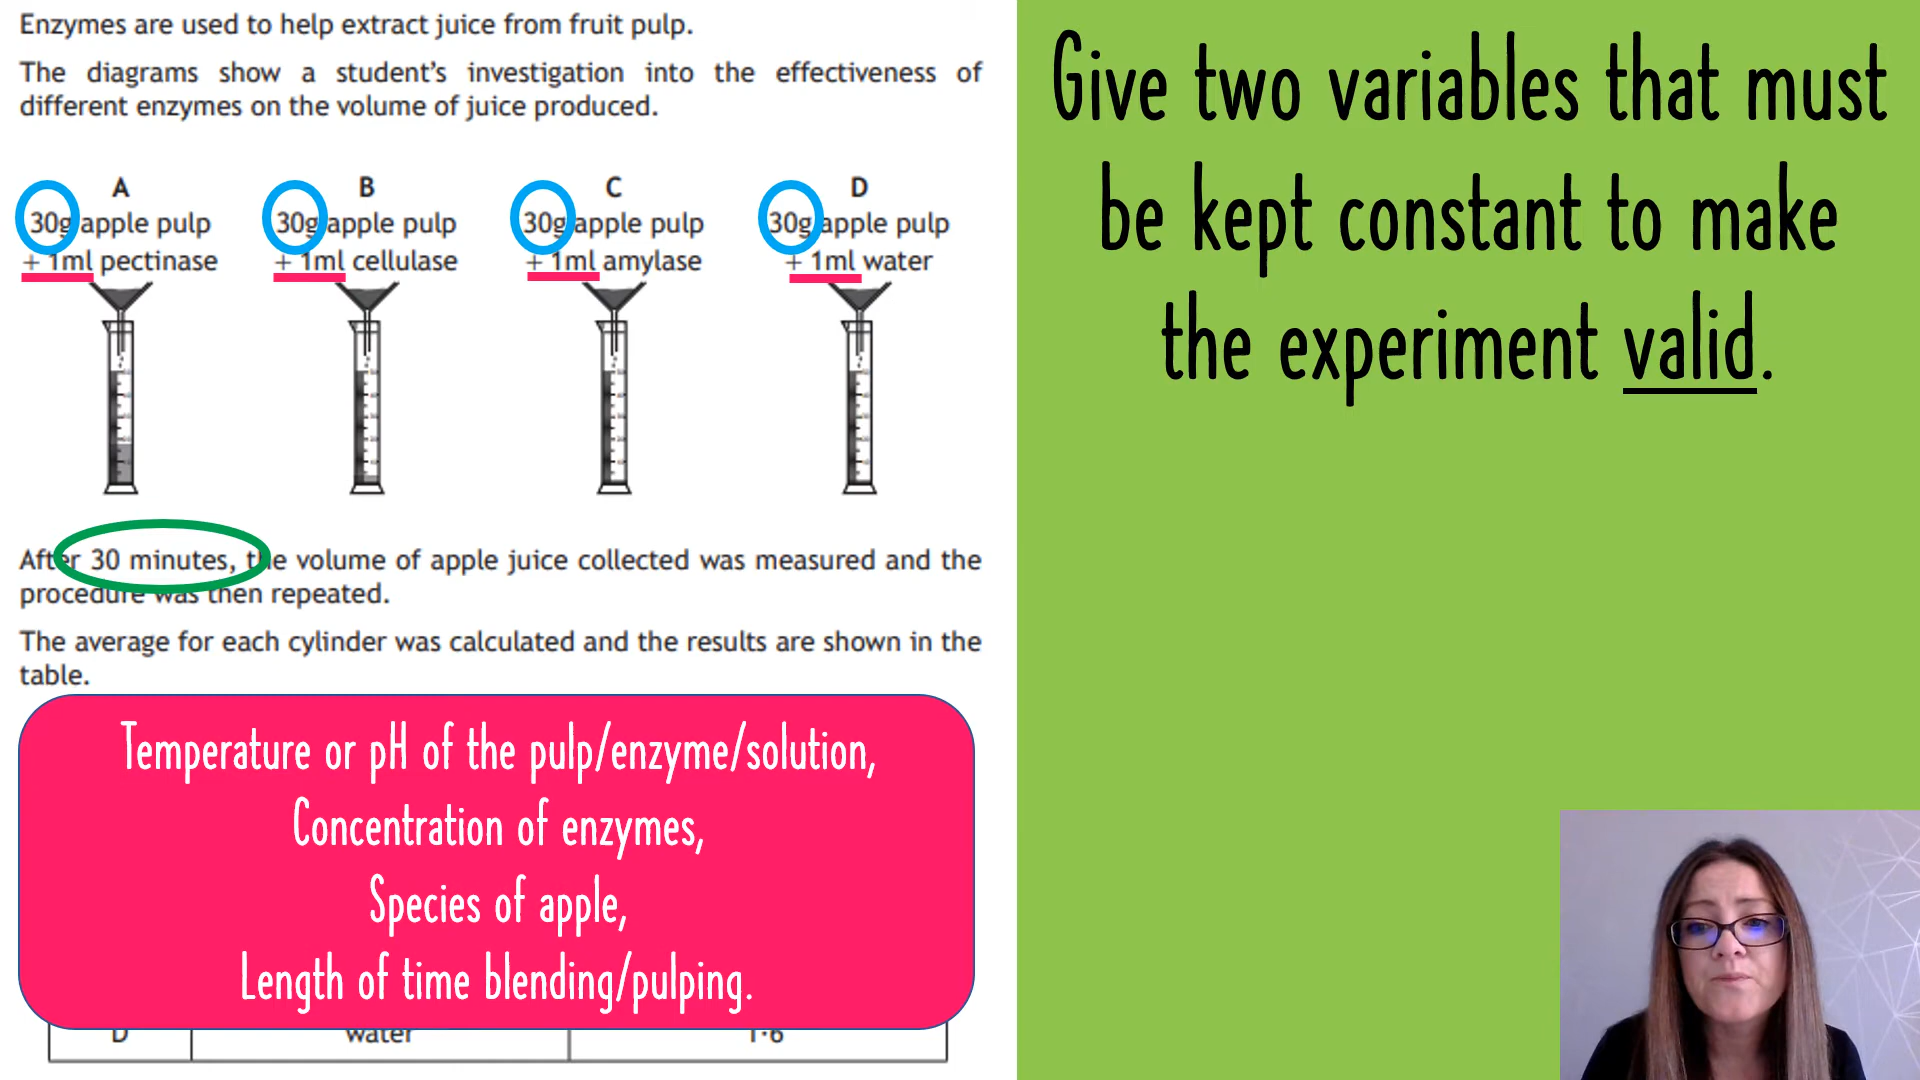 Enzymes are used to help extract juice from fruit pulp.
The diagrams show a student's investigation into the effectiveness of
different enzymes on the volume of juice produced.
A
30g apple pulp
+ 1ml pectinase
B
30g apple pulp
+ 1ml cellulase
C
30g apple pulp
+ 1ml amylase
D
30g apple pulp
+ 1ml water
After 30 minutes, the volume of apple juice collected was measured and the
procedure was then repeated.
The average for each cylinder was calculated and the results are shown in the
table.
Temperature or pH of the pulp/enzyme/solution,
Concentration of enzymes,
Species of apple,
Length of time blending/pulping.
D water 1·6
Give two variables that must
be kept constant to make
the experiment valid.